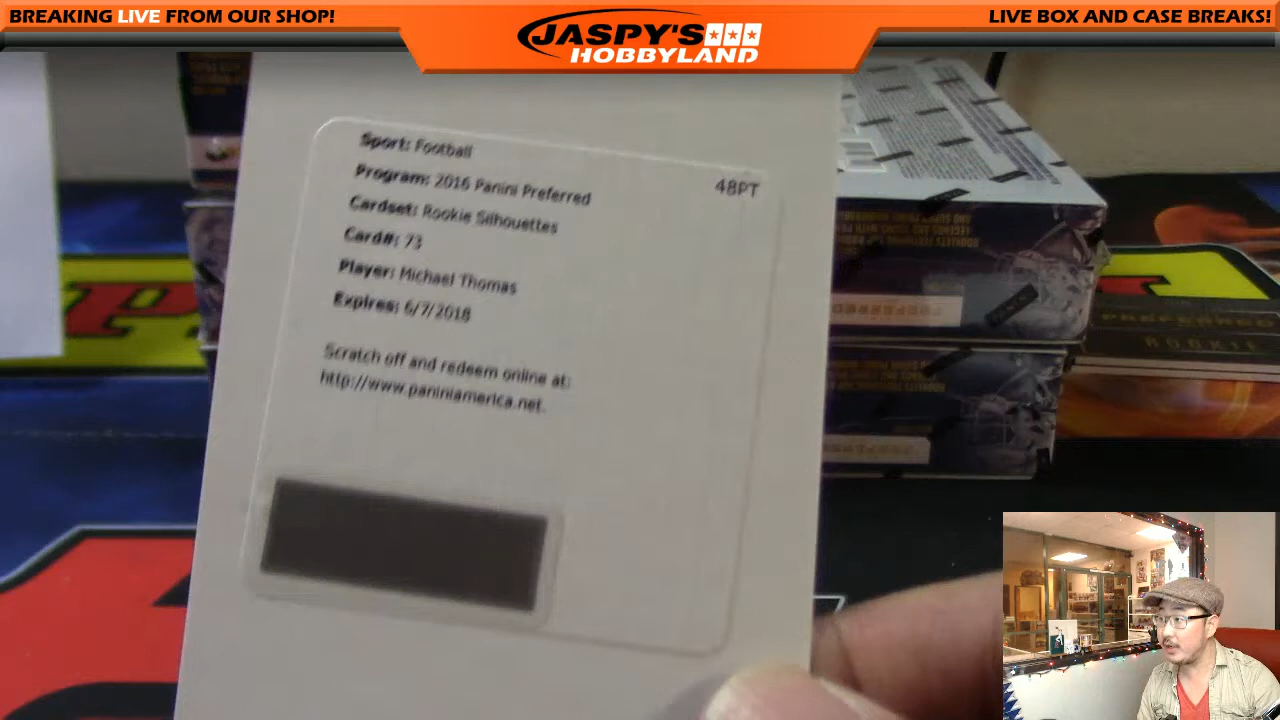 BREAKING LIVE FROM OUR SHOP!
JASPY'S
HOBBYLAND
LIVE BOX AND CASE BREAKS!
Sport: Football
48PT
Program: 2016 Panini Preferred
Cardset: Rookie Silhouettes
Card#: 73
Player: Michael Thomas
Expires: 6/7/2018
Scratch off and redeem online at:
http://www.paniniamerica.net.
PREFERRED
ROOKIE